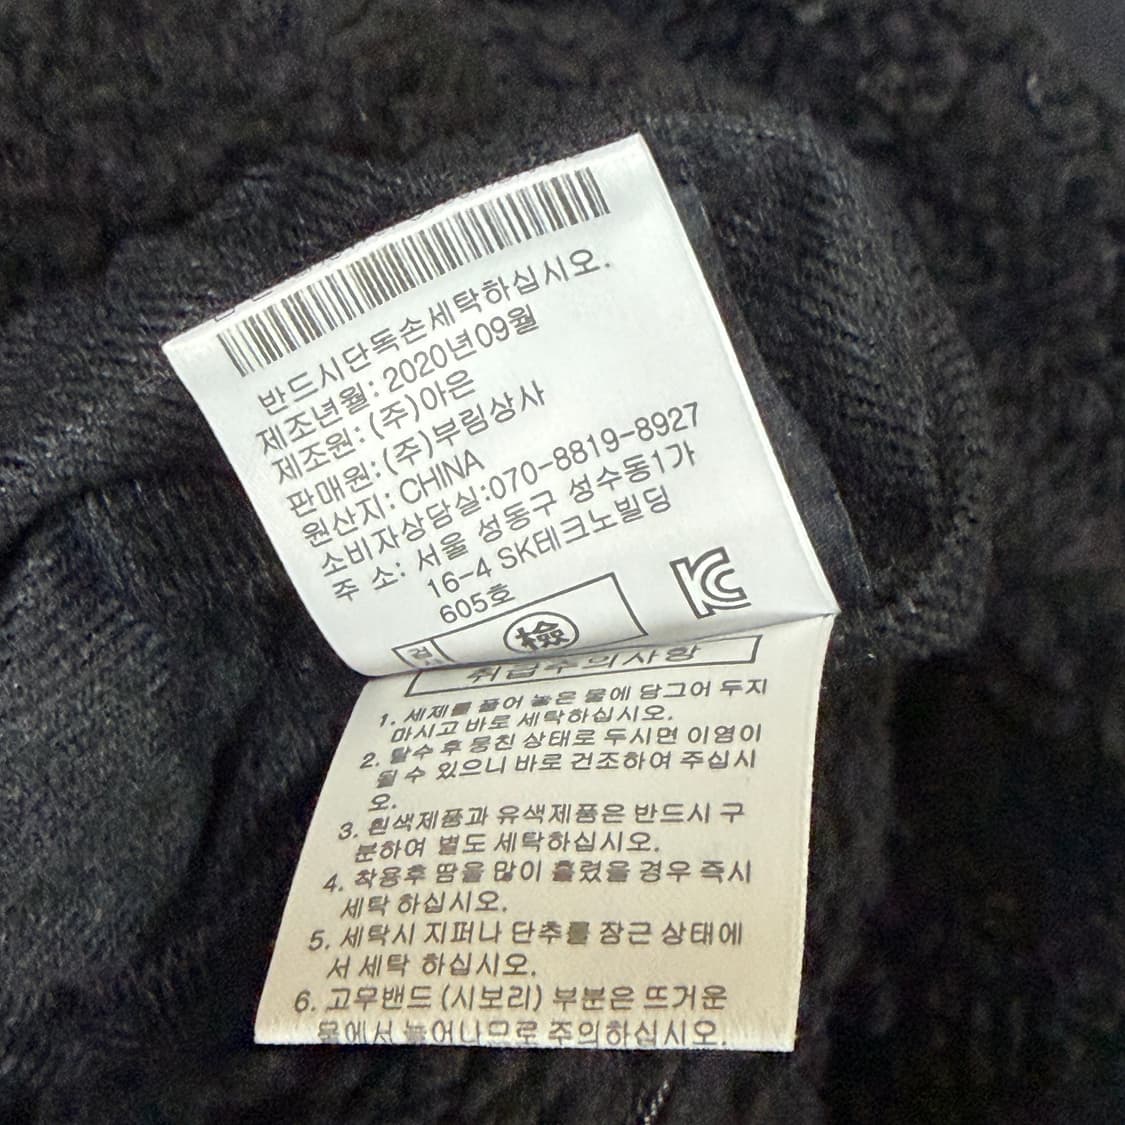 반드시단독손세탁하십시오.
제조년월: 2020년09월
제조원: (주)아은
판매원: (주)부림상사
원산지: CHINA
소비자상담실:070-8819-8927
주 소: 서울 성동구 성수동1가
16-4 SK테크노빌딩
605호
검 檢
취급주의사항
1. 세제를 풀어 놓은 물에 담그어 두지
마시고 바로 세탁하십시오.
2. 탈수 후 뭉친 상태로 두시면 이염이
될 수 있으니 바로 건조하여 주십시
오.
3. 흰색제품과 유색제품은 반드시 구
분하여 별도 세탁하십시오.
4. 착용후 땀을 많이 흘렸을 경우 즉시
세탁 하십시오.
5. 세탁시 지퍼나 단추를 잠근 상태에
서 세탁 하십시오.
6. 고무밴드 (시보리) 부분은 뜨거운
물에서 늘어나므로 주의하십시오.